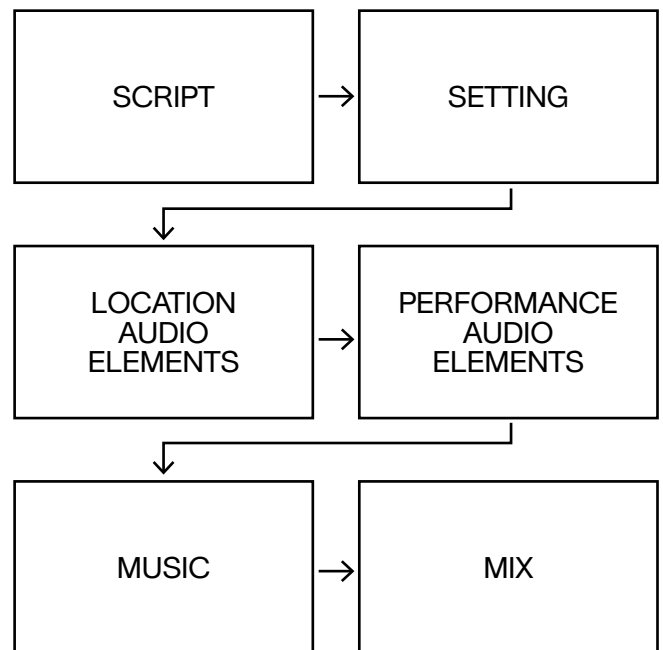 SCRIPT
SETTING
LOCATION
AUDIO
ELEMENTS
PERFORMANCE
AUDIO
ELEMENTS
MUSIC
MIX